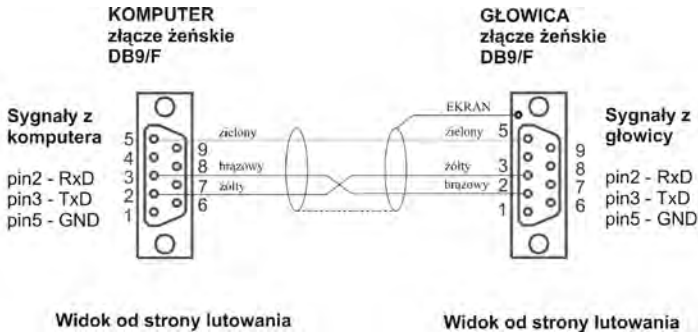 KOMPUTER
złącze żeńskie
DB9/F
GŁOWICA
złącze żeńskie
DB9/F
Sygnały z
komputera
pin2 - RxD
pin3 - TxD
pin5 - GND
5
4
3
2
1
9
8
7
6
zielony
brązowy
żółty
EKRAN
zielony
żółty
brązowy
5
3
2
1
9
8
7
6
Sygnały z
głowicy
pin2 - RxD
pin3 - TxD
pin5 - GND
Widok od strony lutowania
Widok od strony lutowania